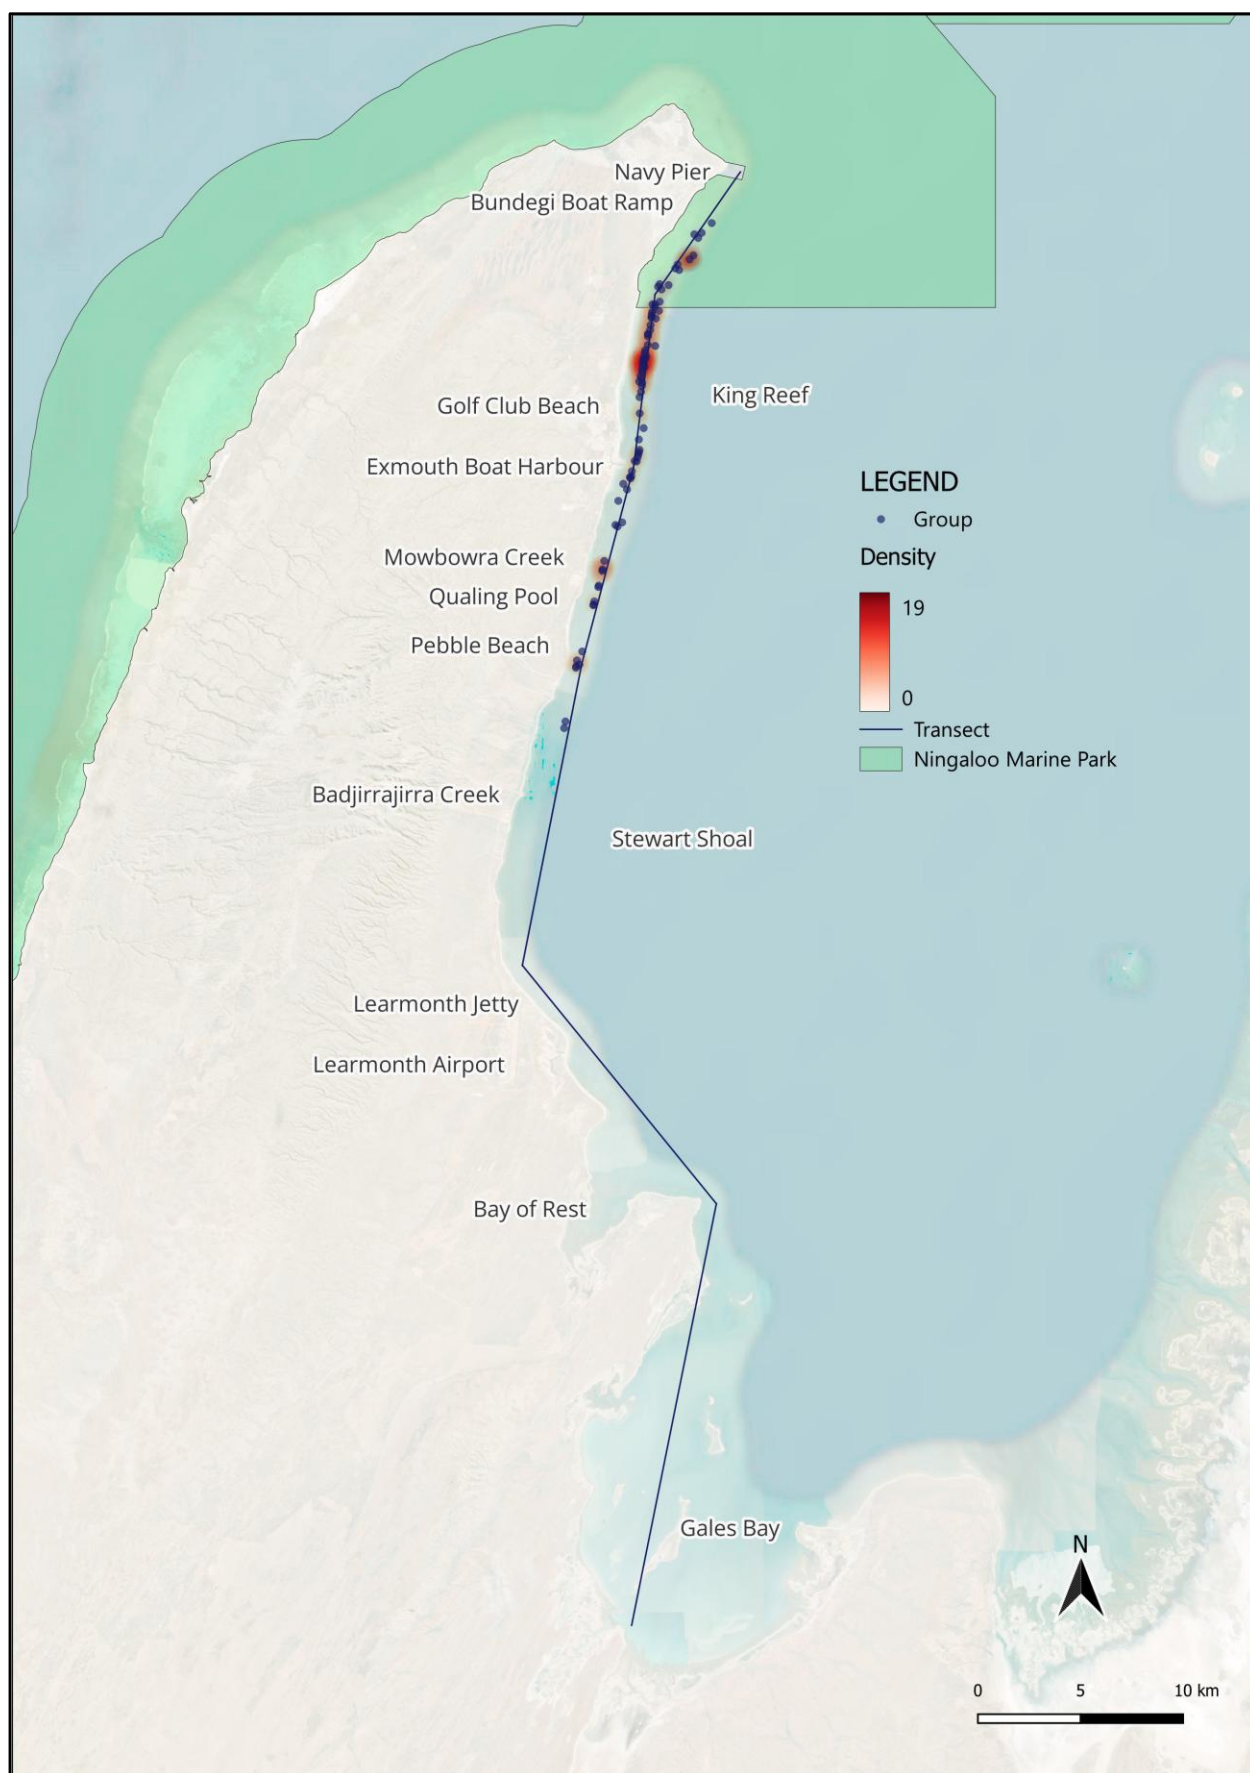 Navy Pier
Bundegi Boat Ramp
King Reef
Golf Club Beach
Exmouth Boat Harbour
LEGEND
Group
Density
19
0
Transect
Ningaloo Marine Park
Mowbowra Creek
Qualing Pool
Pebble Beach
Badjirrajirra Creek
Stewart Shoal
Learmonth Jetty
Learmonth Airport
Bay of Rest
Gales Bay
N
0 5 10 km